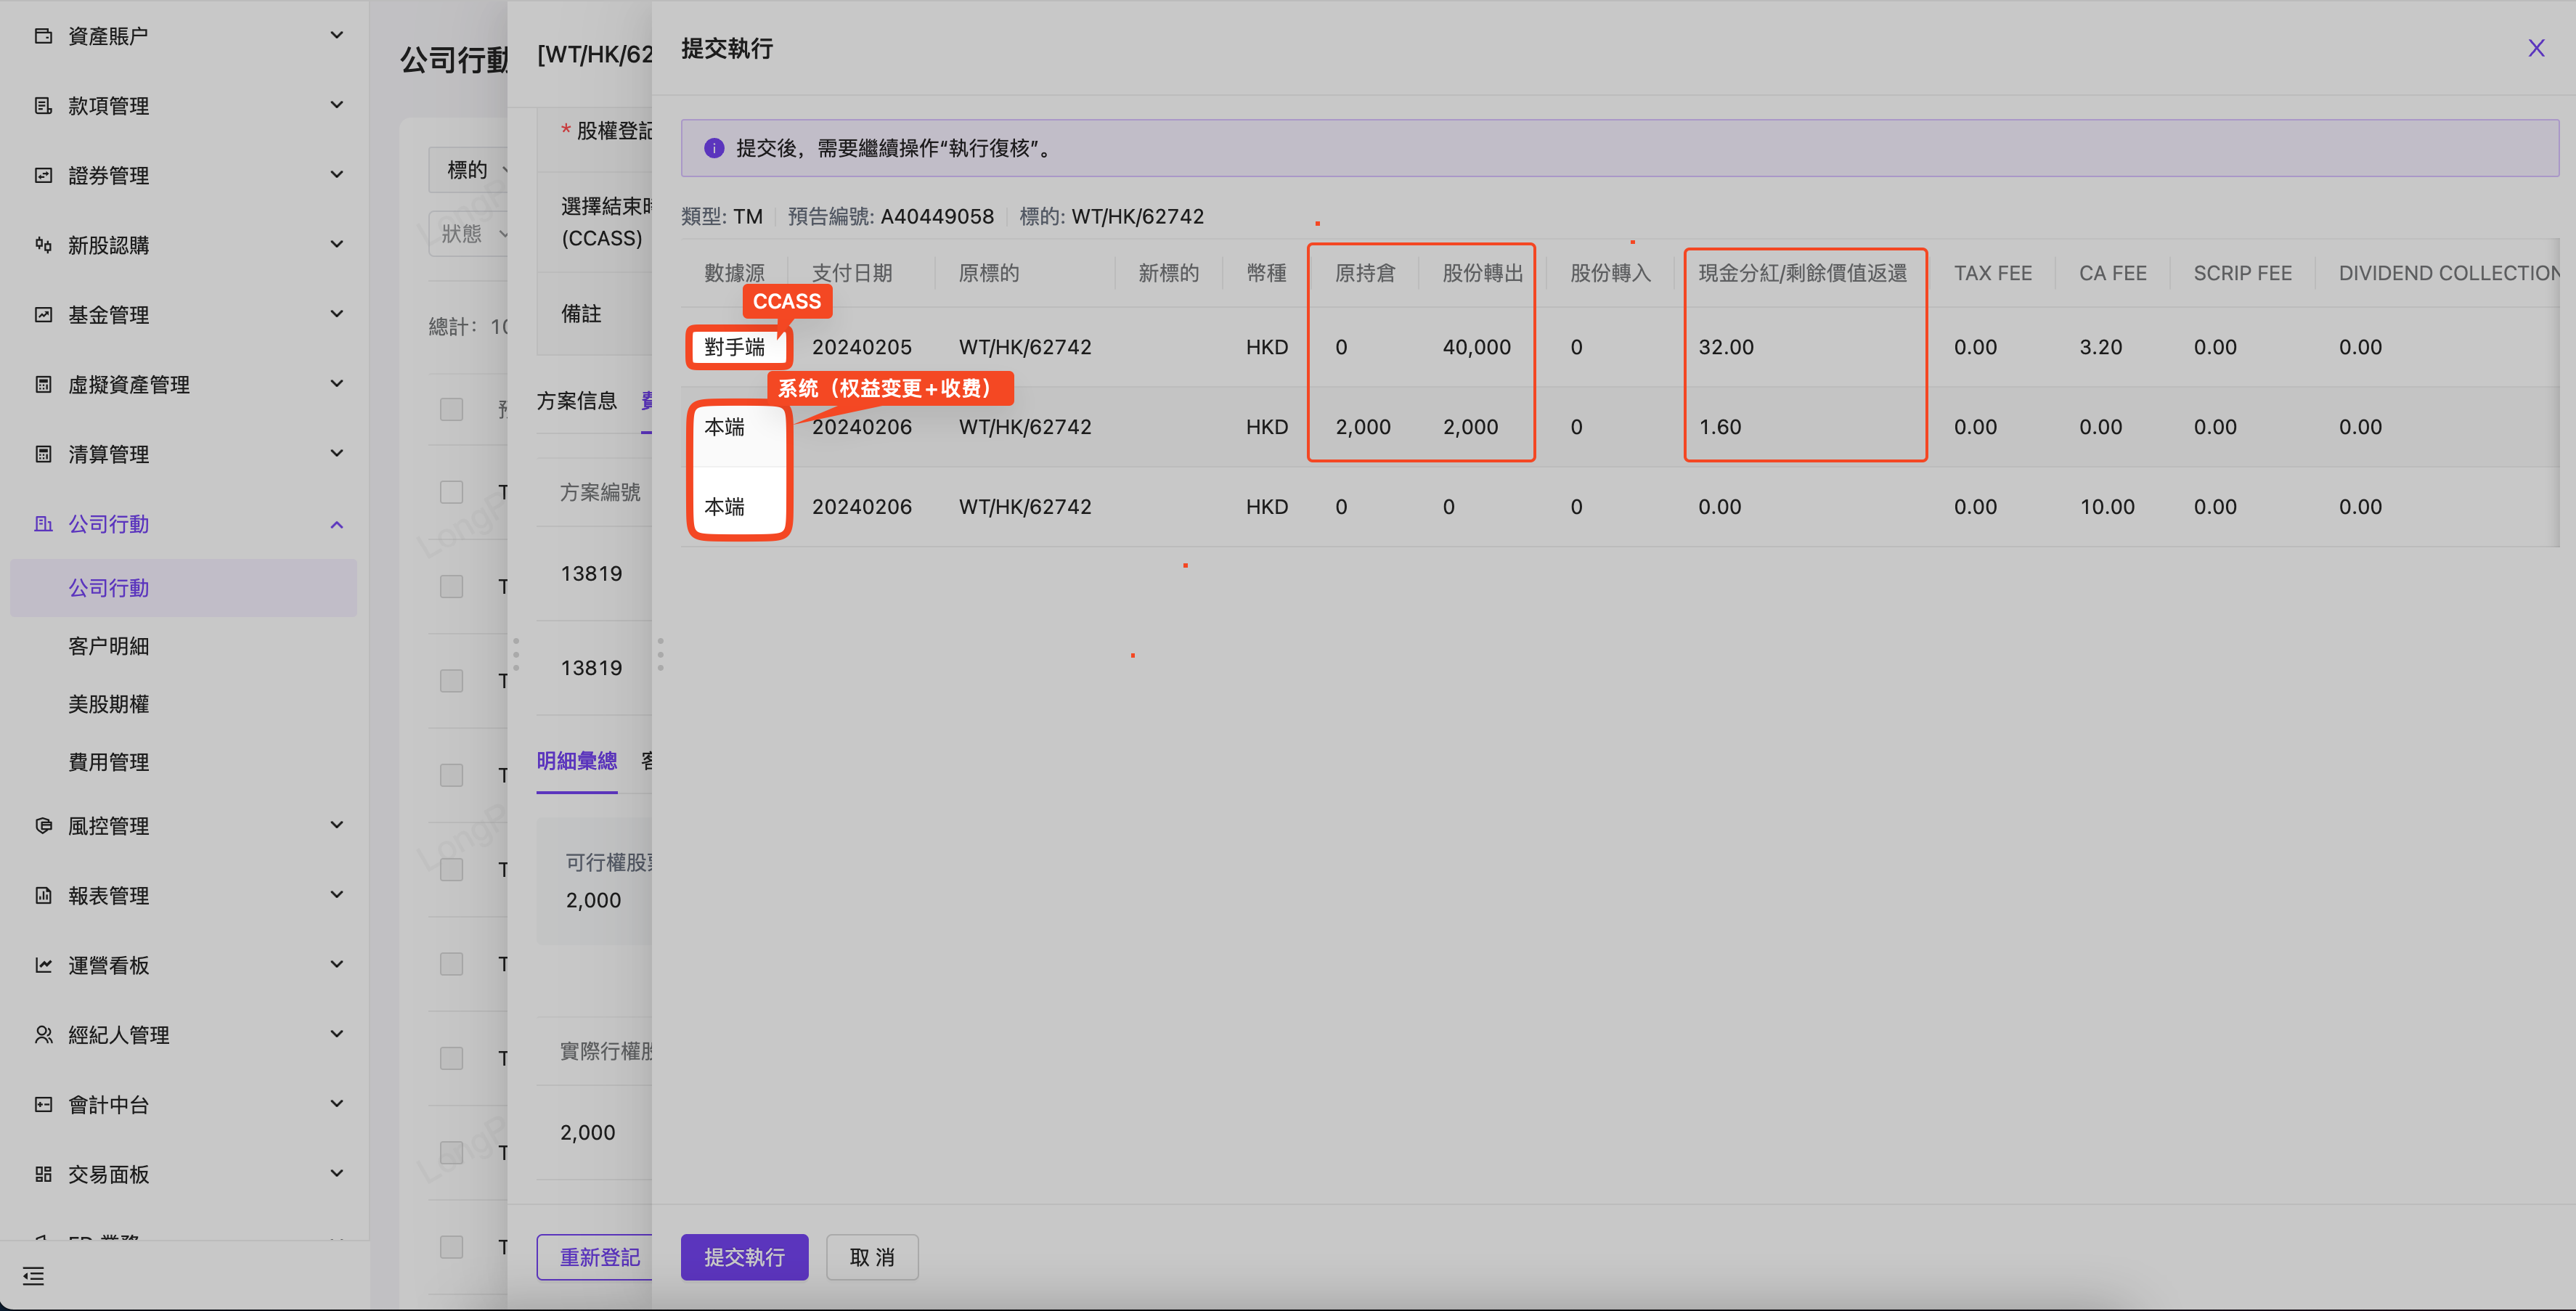 資產賬户
款項管理
證券管理
新股認購
基金管理
虛擬資產管理
清算管理
公司行動
公司行動
客户明細
美股期權
費用管理
風控管理
報表管理
運營看板
經紀人管理
會計中台
交易面板
公司行動
標的
狀態
總計: 10
[WT/HK/62
* 股權登記
選擇結束時
(CCASS)
備註
方案信息
方案編號
13819
13819
明細彙總
可行權股票
2,000
實際行權股
2,000
重新登記
提交執行
提交後，需要繼續操作“執行復核”。
類型: TM 預告編號: A40449058 標的: WT/HK/62742
數據源 支付日期 原標的 新標的 幣種 原持倉 股份轉出 股份轉入 現金分紅/剩餘價值返還 TAX FEE CA FEE SCRIP FEE DIVIDEND COLLECTION
CCASS
對手端 20240205 WT/HK/62742 HKD 0 40,000 0 32.00 0.00 3.20 0.00 0.00
系统（权益变更+收费）
本端 20240206 WT/HK/62742 HKD 2,000 2,000 0 1.60 0.00 0.00 0.00 0.00
本端 20240206 WT/HK/62742 HKD 0 0 0 0.00 0.00 10.00 0.00 0.00
提交執行 取 消